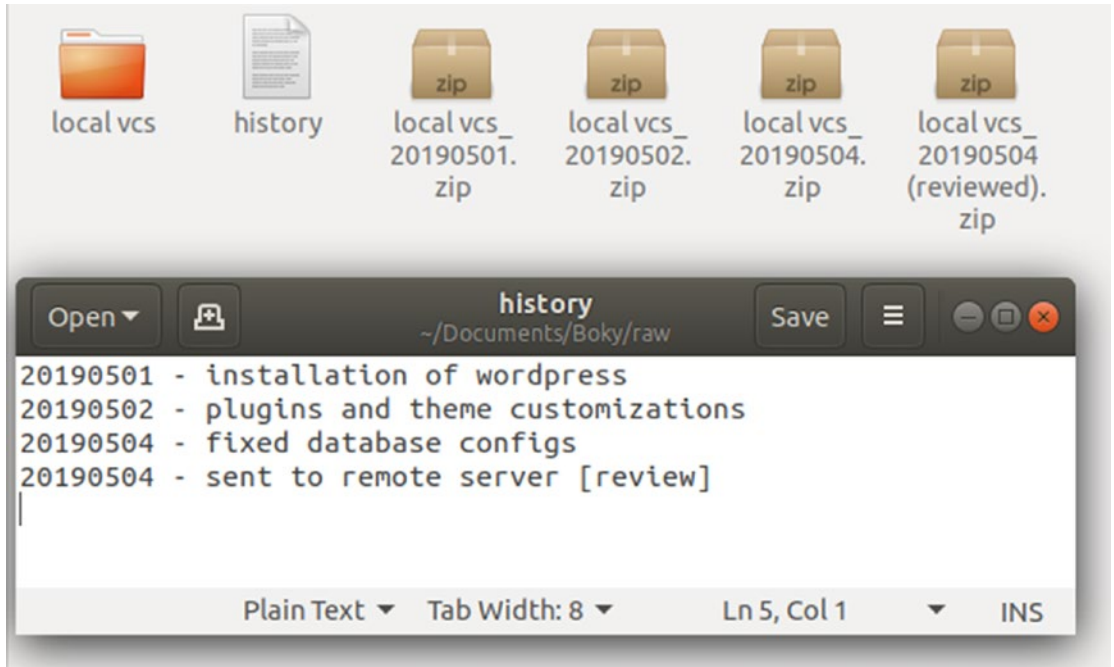 local vcs
history
local vcs_
20190501.
zip
local vcs_
20190502.
zip
local vcs_
20190504.
zip
local vcs_
20190504
(reviewed).
zip
zip
zip
zip
zip
Open
history
~/Documents/Boky/raw
Save
20190501 - installation of wordpress
20190502 - plugins and theme customizations
20190504 - fixed database configs
20190504 - sent to remote server [review]
Plain Text
Tab Width: 8
Ln 5, Col 1
INS